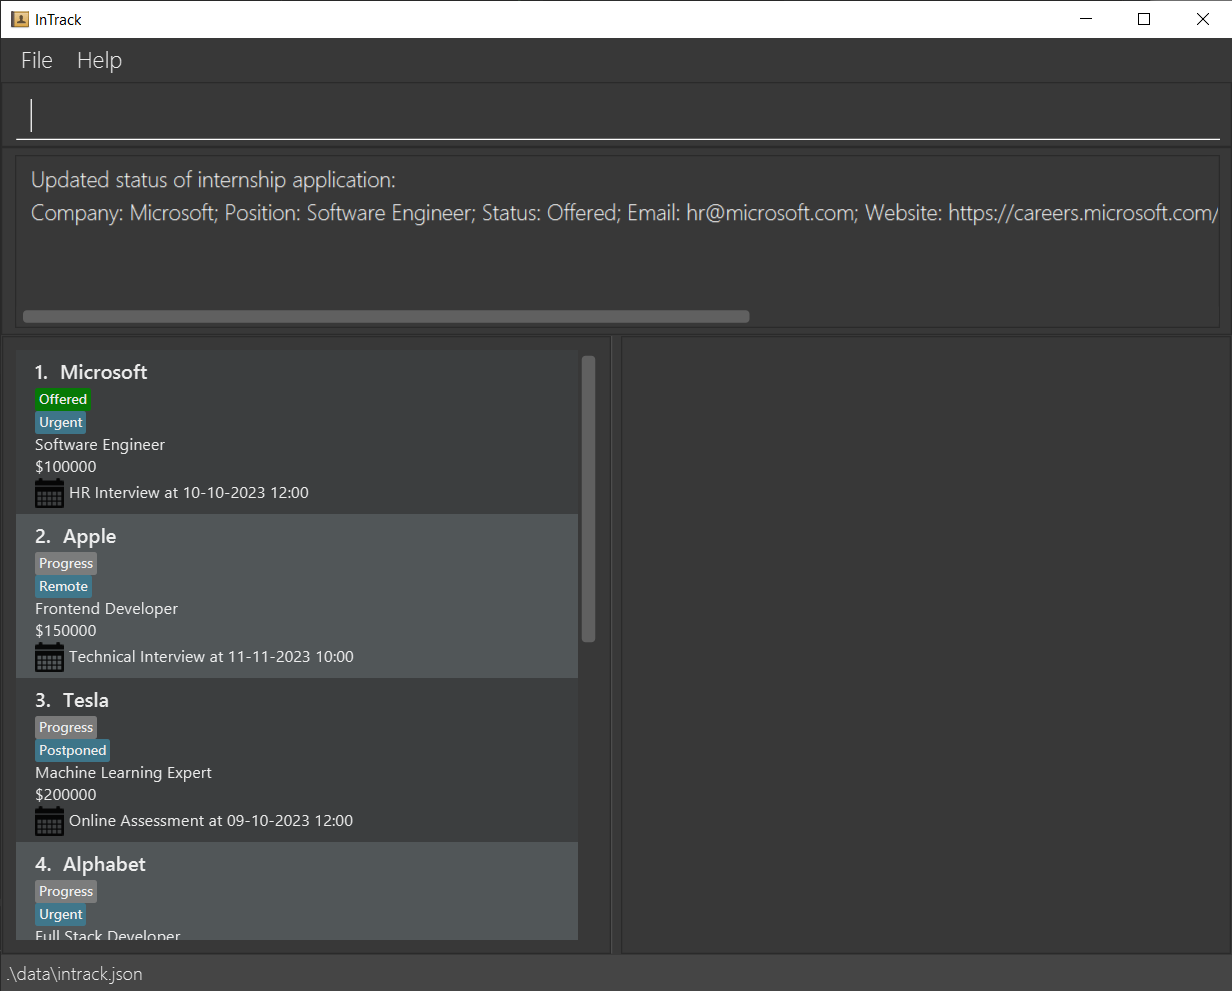 InTrack
File Help
Updated status of internship application:
Company: Microsoft; Position: Software Engineer; Status: Offered; Email: hr@microsoft.com; Website: https://careers.microsoft.com/
1. Microsoft
Offered
Urgent
Software Engineer
$100000
HR Interview at 10-10-2023 12:00
2. Apple
Progress
Remote
Frontend Developer
$150000
Technical Interview at 11-11-2023 10:00
3. Tesla
Progress
Postponed
Machine Learning Expert
$200000
Online Assessment at 09-10-2023 12:00
4. Alphabet
Progress
Urgent
Full Stack Developer
.\data\intrack.json